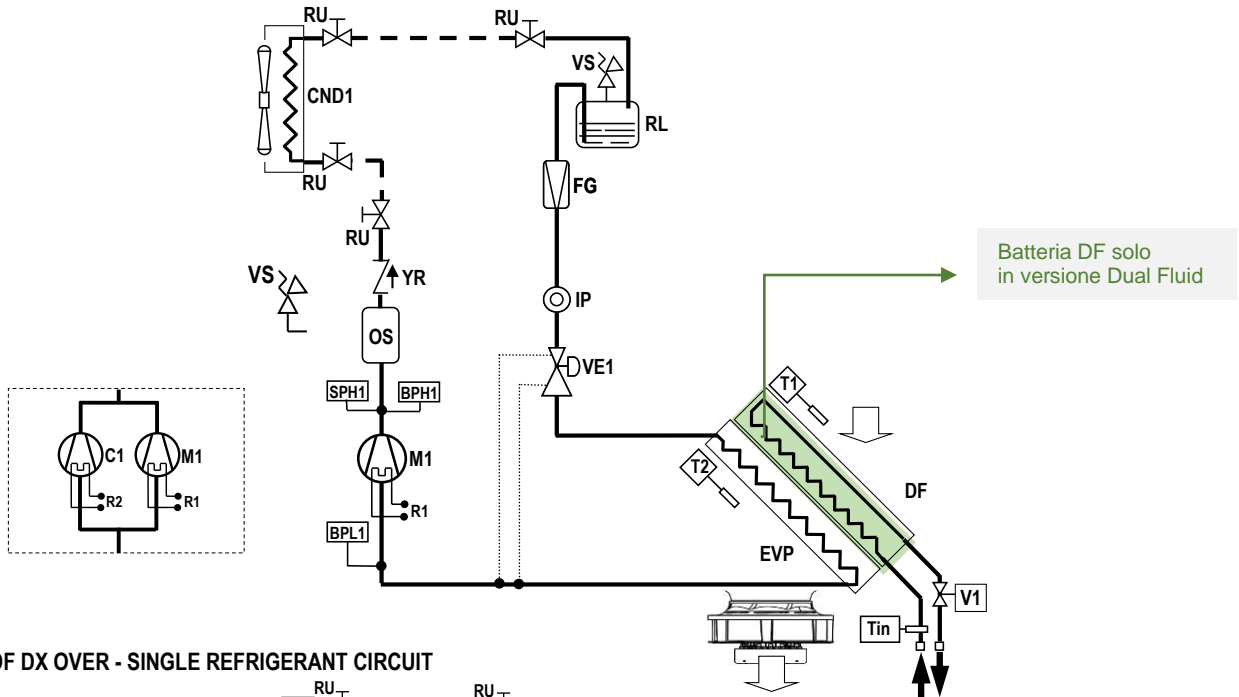 RU
RU
VS
CND1
RL
RU
FG
RU
VS
YR
IP
Batteria DF solo
in versione Dual Fluid
OS
VE1
SPH1
BPH1
T1
C1
M1
M1
T2
DF
R2
R1
R1
BPL1
EVP
V1
Tin
DF DX OVER - SINGLE REFRIGERANT CIRCUIT
RU
RU